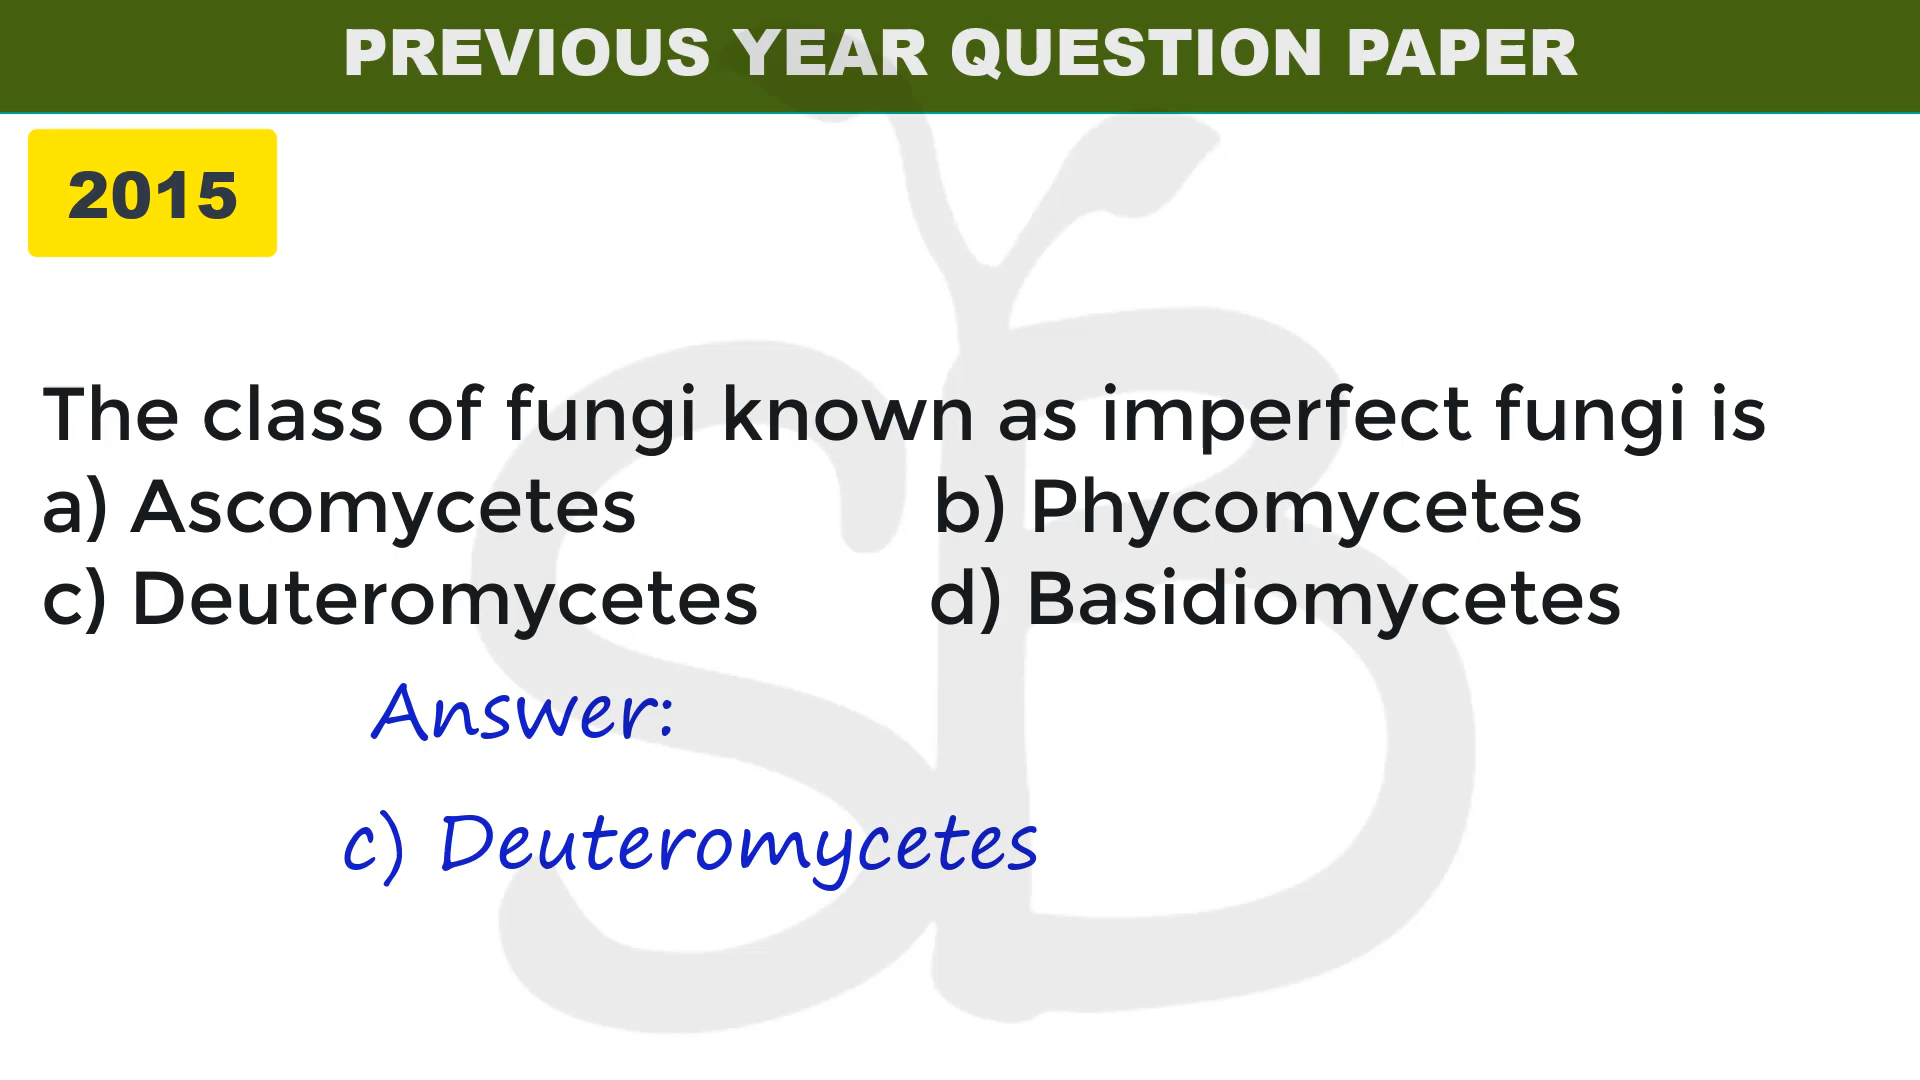 PREVIOUS YEAR QUESTION PAPER
2015
The class of fungi known as imperfect fungi is
a) Ascomycetes b) Phycomycetes
c) Deuteromycetes d) Basidiomycetes
Answer:
c) Deuteromycetes